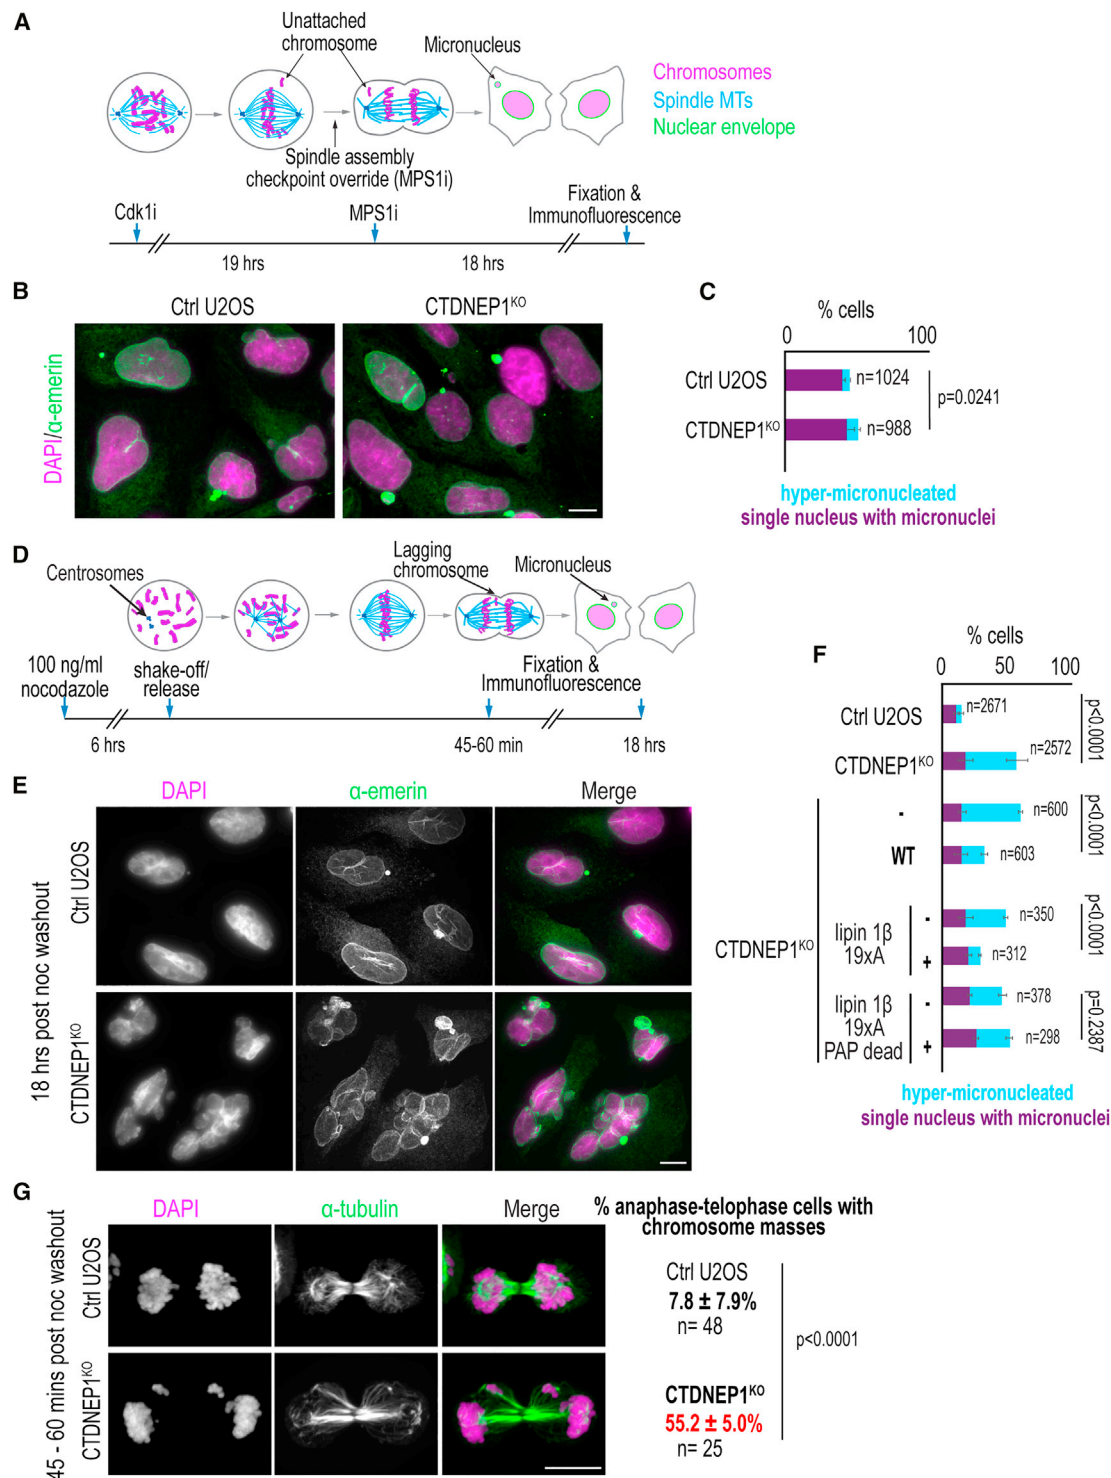 A
Unattached
chromosome
Micronucleus
Chromosomes
Spindle MTs
Nuclear envelope
Spindle assembly
checkpoint override (MPS1i)
Cdk1i
MPS1i
Fixation &
Immunofluorescence
19 hrs
18 hrs
B
Ctrl U2OS
CTDNEP1KO
DAPI/α-emerin
C
% cells
0
100
Ctrl U2OS
n=1024
CTDNEP1KO
n=988
p=0.0241
hyper-micronucleated
single nucleus with micronuclei
D
Centrosomes
Lagging
chromosome
Micronucleus
100 ng/ml
nocodazole
shake-off/
release
Fixation &
Immunofluorescence
6 hrs
45-60 min
18 hrs
E
DAPI
α-emerin
Merge
18 hrs post noc washout
Ctrl U2OS
CTDNEP1KO
F
% cells
0
50
100
Ctrl U2OS
n=2671
CTDNEP1KO
n=2572
p<0.0001
CTDNEP1KO
-
n=600
WT
n=603
p<0.0001
lipin 1β
19xA
-
n=350
+
n=312
p<0.0001
lipin 1β
19xA
PAP dead
-
n=378
+
n=298
p=0.2387
hyper-micronucleated
single nucleus with micronuclei
G
DAPI
α-tubulin
Merge
45 - 60 mins post noc washout
Ctrl U2OS
CTDNEP1KO
% anaphase-telophase cells with
chromosome masses
Ctrl U2OS
7.8 ± 7.9%
n= 48
CTDNEP1KO
55.2 ± 5.0%
n= 25
p<0.0001